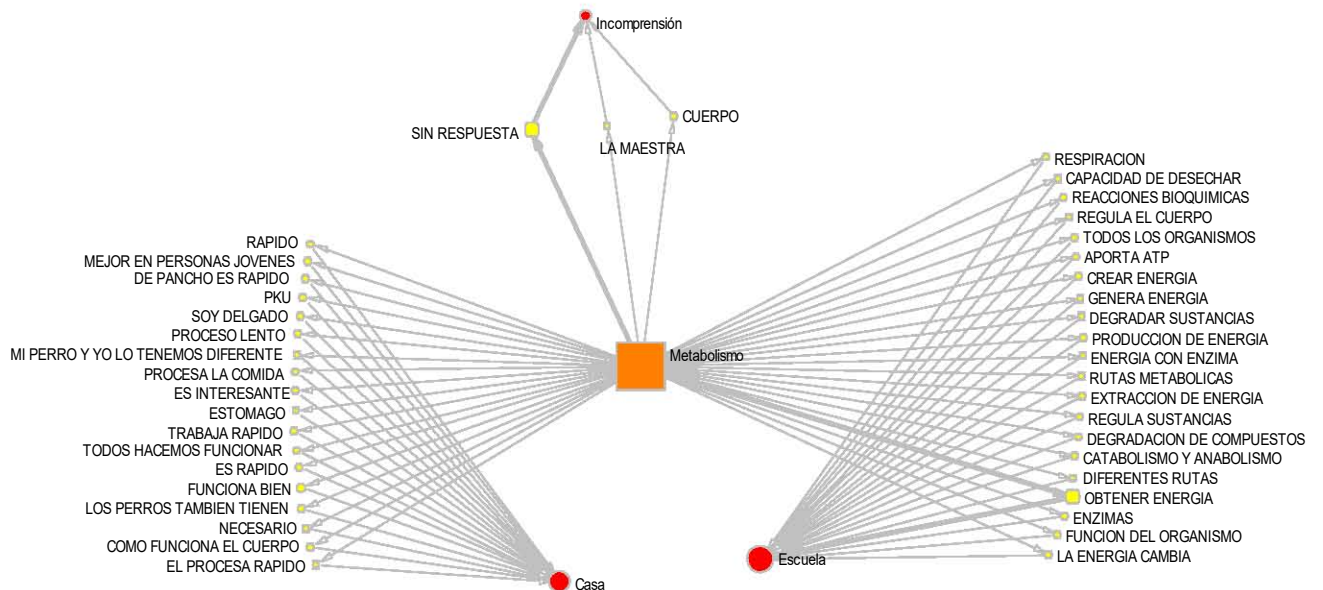 Incomprensión
SIN RESPUESTA
LA MAESTRA
CUERPO
RAPIDO
MEJOR EN PERSONAS JOVENES
DE PANCHO ES RAPIDO
PKU
SOY DELGADO
PROCESO LENTO
MI PERRO Y YO LO TENEMOS DIFERENTE
PROCESA LA COMIDA
ES INTERESANTE
ESTOMAGO
TRABAJA RAPIDO
TODOS HACEMOS FUNCIONAR
ES RAPIDO
FUNCIONA BIEN
LOS PERROS TAMBIEN TIENEN
NECESARIO
COMO FUNCIONA EL CUERPO
EL PROCESA RAPIDO
Metabolismo
RESPIRACION
CAPACIDAD DE DESECHAR
REACCIONES BIOQUIMICAS
REGULA EL CUERPO
TODOS LOS ORGANISMOS
APORTA ATP
CREAR ENERGIA
GENERA ENERGIA
DEGRADAR SUSTANCIAS
PRODUCCION DE ENERGIA
ENERGIA CON ENZIMA
RUTAS METABOLICAS
EXTRACCION DE ENERGIA
REGULA SUSTANCIAS
DEGRADACION DE COMPUESTOS
CATABOLISMO Y ANABOLISMO
DIFERENTES RUTAS
OBTENER ENERGIA
ENZIMAS
FUNCION DEL ORGANISMO
LA ENERGIA CAMBIA
Casa
Escuela